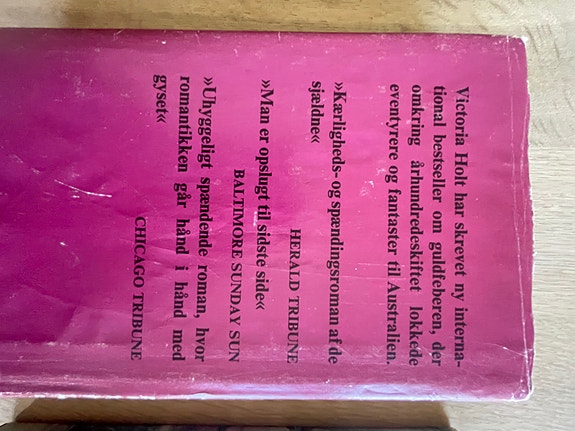 Victoria Holt har skrevet ny interna-
tional bestseller om guldfeberen, der
omkring århundredeskiftet lokkede
eventyrere og fantaster til Australien.
»Kærligheds- og spændingsroman af de
sjældne«
HERALD TRIBUNE
»Man er opslugt til sidste side«
BALTIMORE SUNDAY SUN
»Uhyggeligt spændende roman, hvor
romantikken går hånd i hånd med
gyset«
CHICAGO TRIBUNE